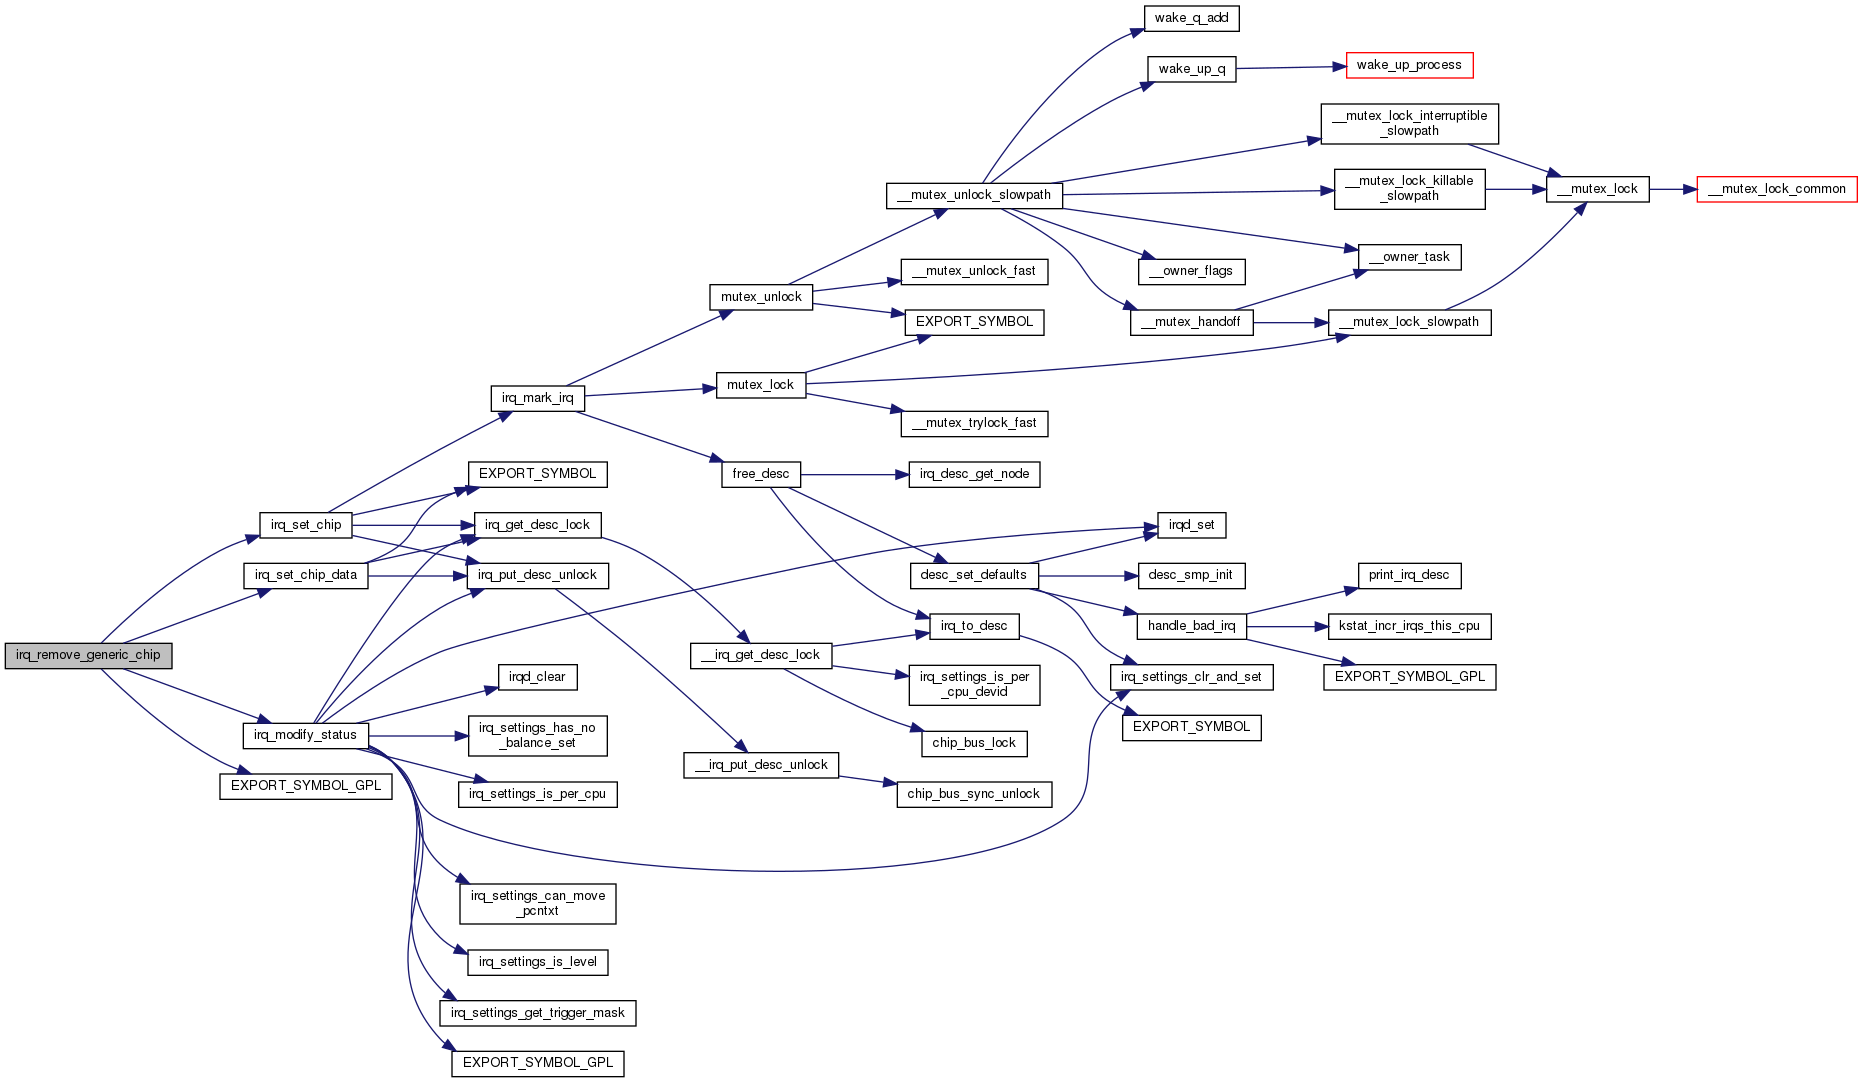 wake_q_add
wake_up_q
wake_up_process
__mutex_lock_interruptible
_slowpath
__mutex_unlock_slowpath
__mutex_lock_killable
_slowpath
__mutex_lock
__mutex_lock_common
__owner_task
__mutex_unlock_fast
__owner_flags
mutex_unlock
EXPORT_SYMBOL
__mutex_handoff
__mutex_lock_slowpath
irq_mark_irq
mutex_lock
__mutex_trylock_fast
EXPORT_SYMBOL
free_desc
irq_desc_get_node
irq_set_chip
irq_get_desc_lock
irqd_set
irq_set_chip_data
irq_put_desc_unlock
desc_set_defaults
desc_smp_init
print_irq_desc
irq_to_desc
handle_bad_irq
kstat_incr_irqs_this_cpu
irq_remove_generic_chip
__irq_get_desc_lock
irqd_clear
irq_settings_is_per
_cpu_devid
irq_settings_clr_and_set
EXPORT_SYMBOL_GPL
irq_modify_status
irq_settings_has_no
_balance_set
chip_bus_lock
EXPORT_SYMBOL
__irq_put_desc_unlock
EXPORT_SYMBOL_GPL
irq_settings_is_per_cpu
chip_bus_sync_unlock
irq_settings_can_move
_pcntxt
irq_settings_is_level
irq_settings_get_trigger_mask
EXPORT_SYMBOL_GPL